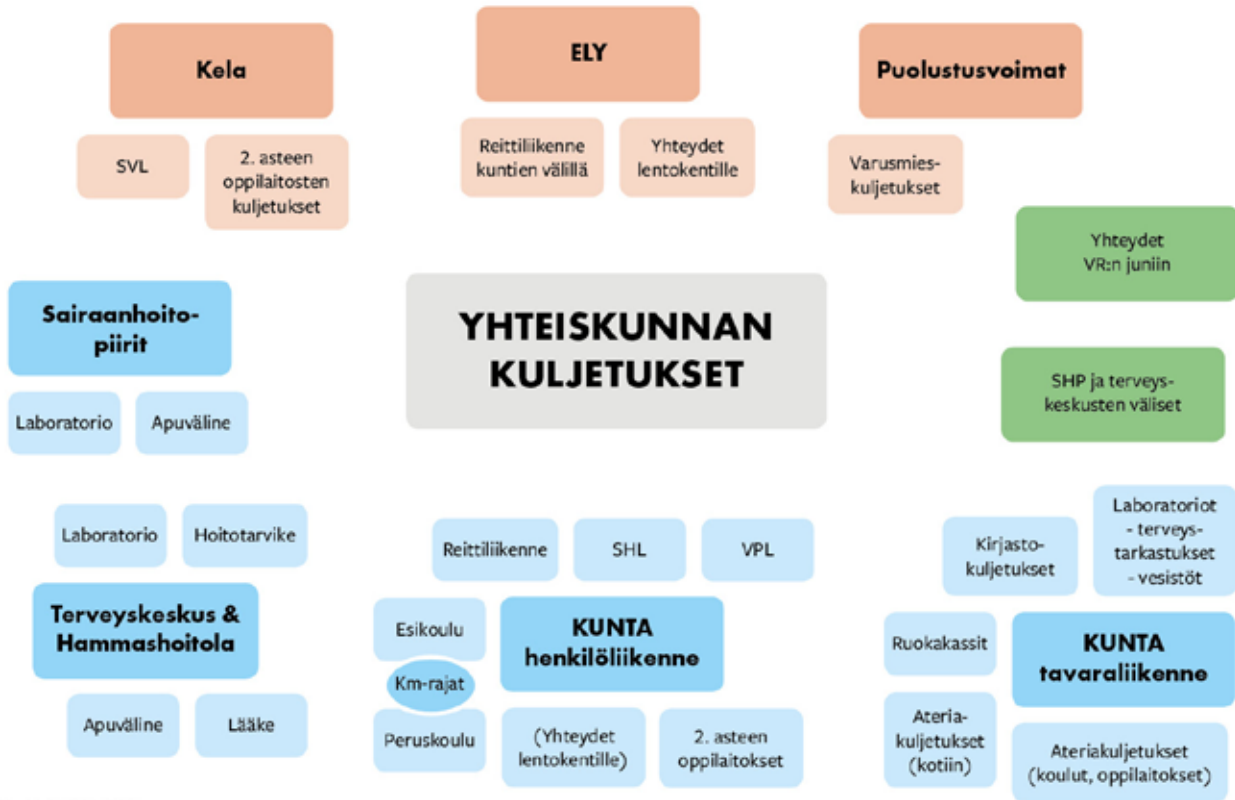 Kela
ELY
Puolustusvoimat
SVL
2. asteen
oppilaitosten
kuljetukset
Reittiliikenne
kuntien välillä
Yhteydet
lentokentille
Varusmies-
kuljetukset
Yhteydet
VR:n juniin
Sairaanhoito-
piirit
YHTEISKUNNAN
KULJETUKSET
SHP ja terveys-
keskusten väliset
Laboratorio
Apuväline
Laboratorio
Hoitotarvike
Reittiliikenne
SHL
VPL
Kirjasto-
kuljetukset
Laboratoriot
- terveys-
tarkastukset
- vesistöt
Terveyskeskus &
Hammashoitola
Esikoulu
Km-rajat
Peruskoulu
KUNTA
henkilöliikenne
Ruokakassit
KUNTA
tavaraliikenne
Apuväline
Lääke
(Yhteydet
lentokentille)
2. asteen
oppilaitokset
Ateria-
kuljetukset
(kotiin)
Ateriakuljetukset
(koulut, oppilaitokset)